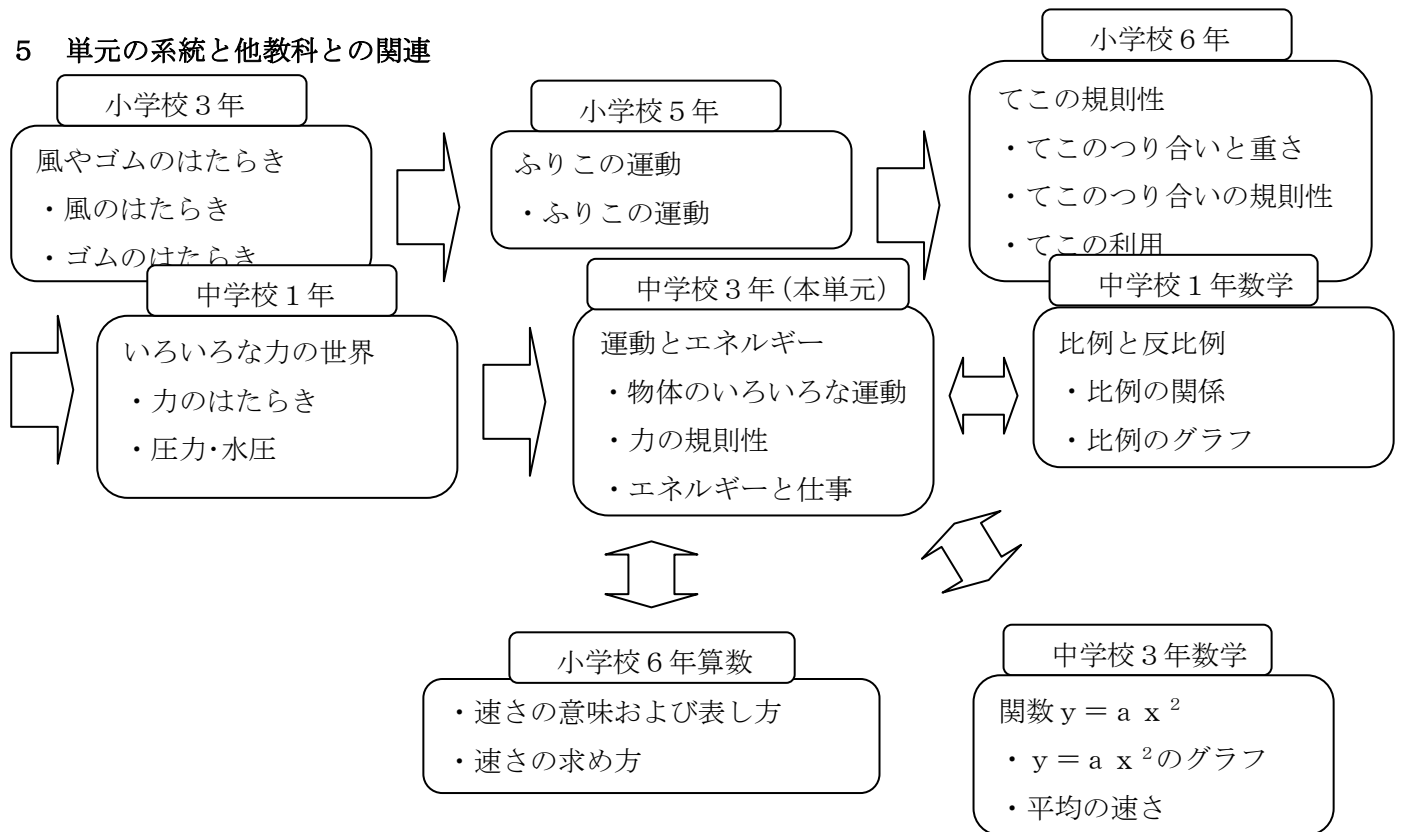 5 単元の系統と他教科との関連
小学校3年
風やゴムのはたらき
・風のはたらき
・ゴムのはたらき
小学校5年
ふりこの運動
・ふりこの運動
小学校6年
てこの規則性
・てこのつり合いと重さ
・てこのつり合いの規則性
・てこの利用
中学校1年
いろいろな力の世界
・力のはたらき
・圧力・水圧
中学校3年(本単元)
運動とエネルギー
・物体のいろいろな運動
・力の規則性
・エネルギーと仕事
中学校1年数学
比例と反比例
・比例の関係
・比例のグラフ
小学校6年算数
・速さの意味および表し方
・速さの求め方
中学校3年数学
関数y=ax²
・y=ax²のグラフ
・平均の速さ